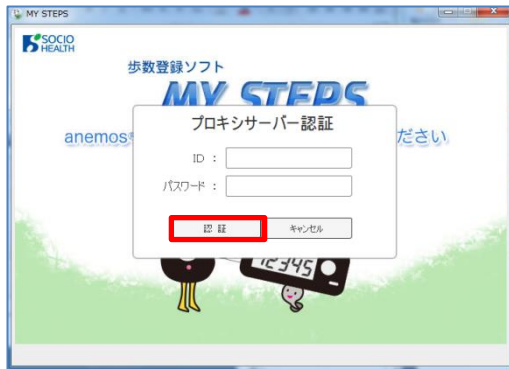 MY STEPS
SOCIO
HEALTH
歩数登録ソフト
MY STEPS
プロキシサーバー認証
anemos
ださい
ID :
パスワード :
認 証
キャンセル
12345